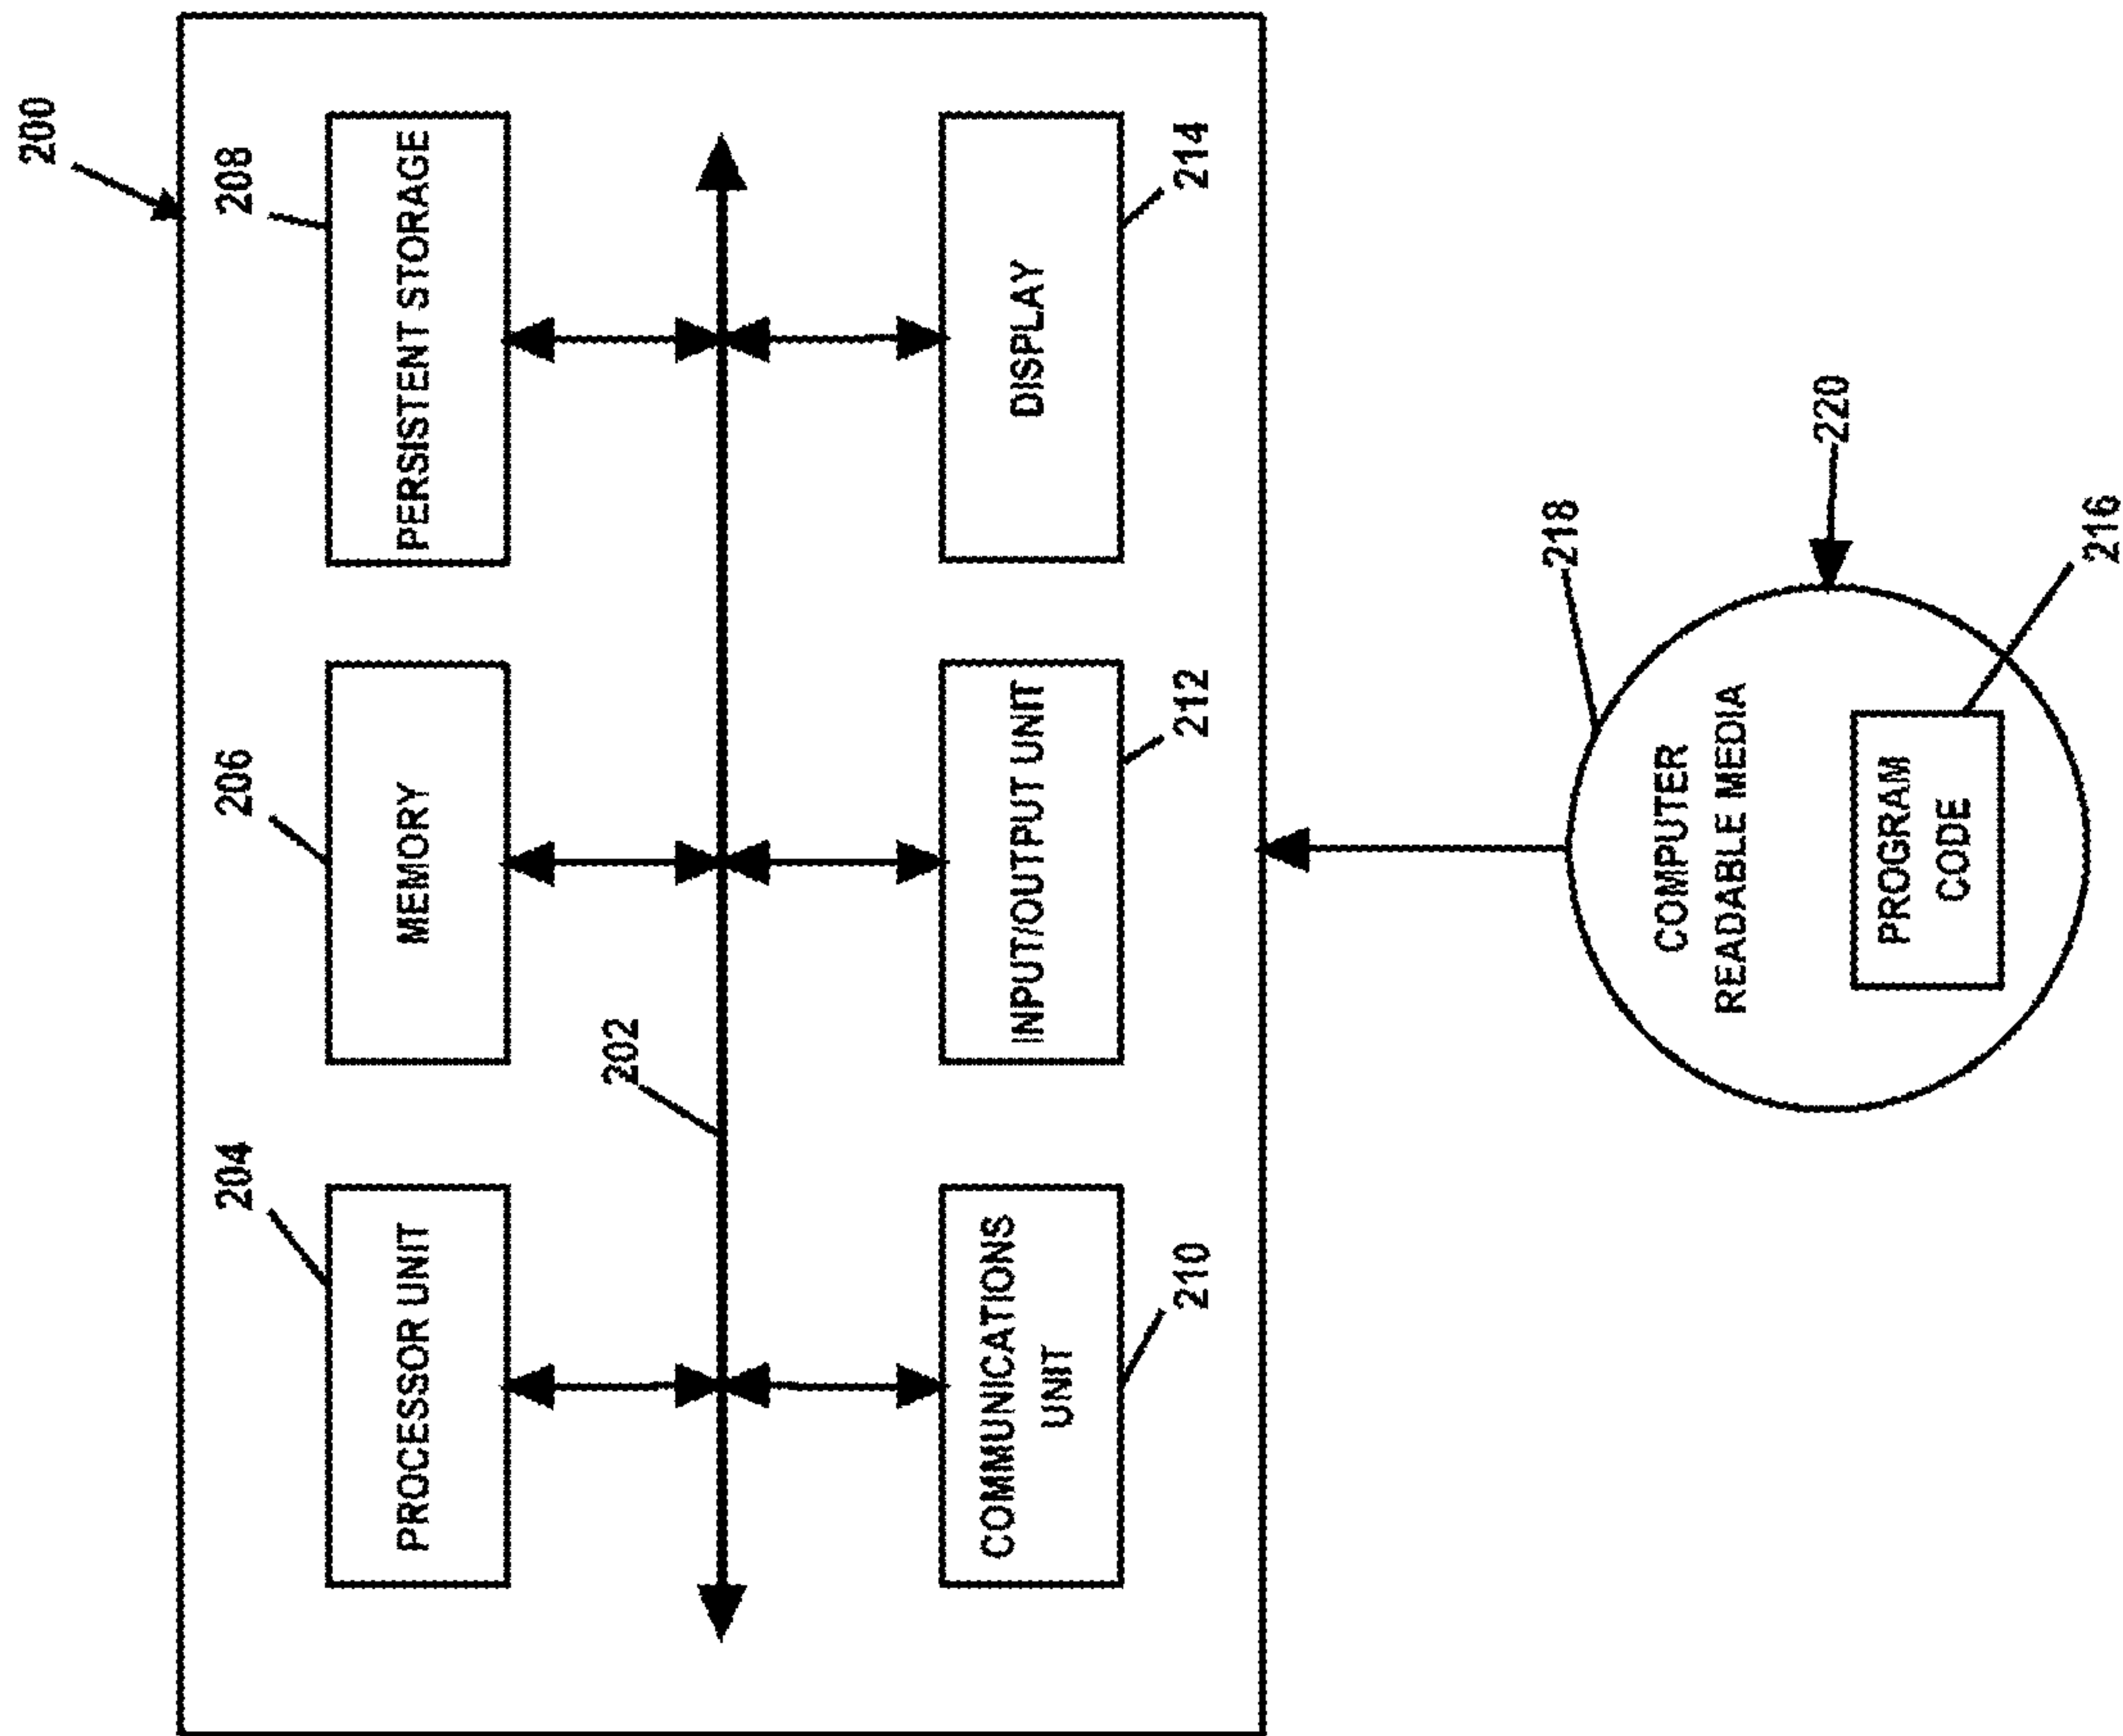 200
204
206
208
PROCESSOR UNIT
MEMORY
PERSISTENT STORAGE
202
COMMUNICATIONS
UNIT
INPUT/OUTPUT UNIT
DISPLAY
210
212
214
218
COMPUTER
READABLE MEDIA
220
PROGRAM
CODE
216